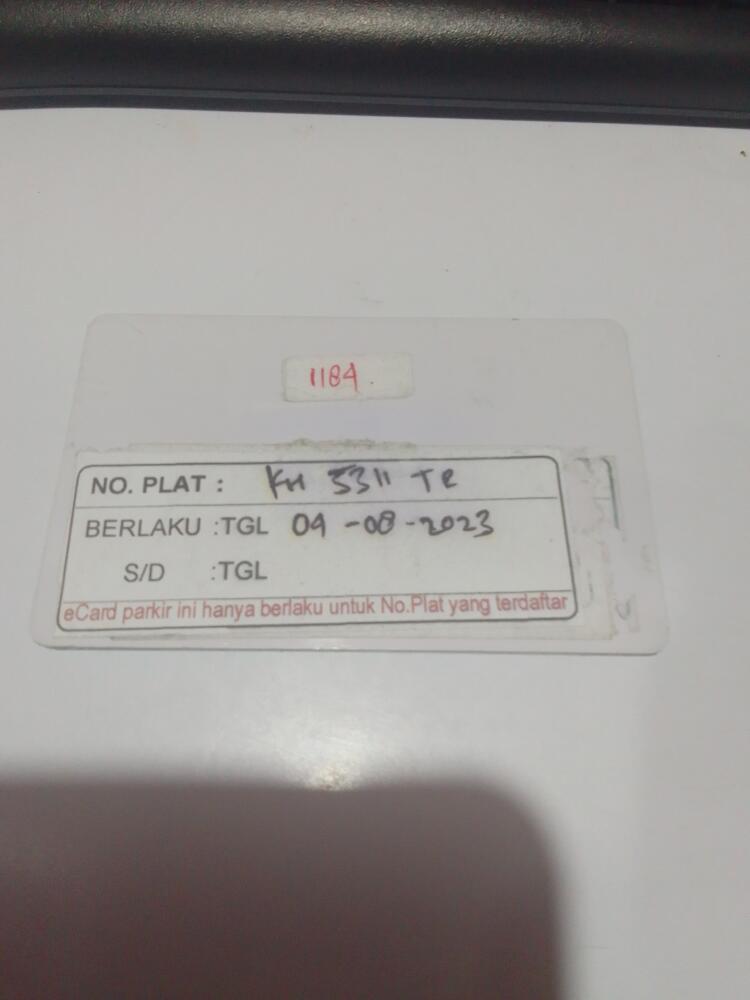 1184.
NO. PLAT : KH 5311 TR
BERLAKU :TGL 04 -08-2023
S/D :TGL
eCard parkir ini hanya berlaku untuk No.Plat yang terdaftar